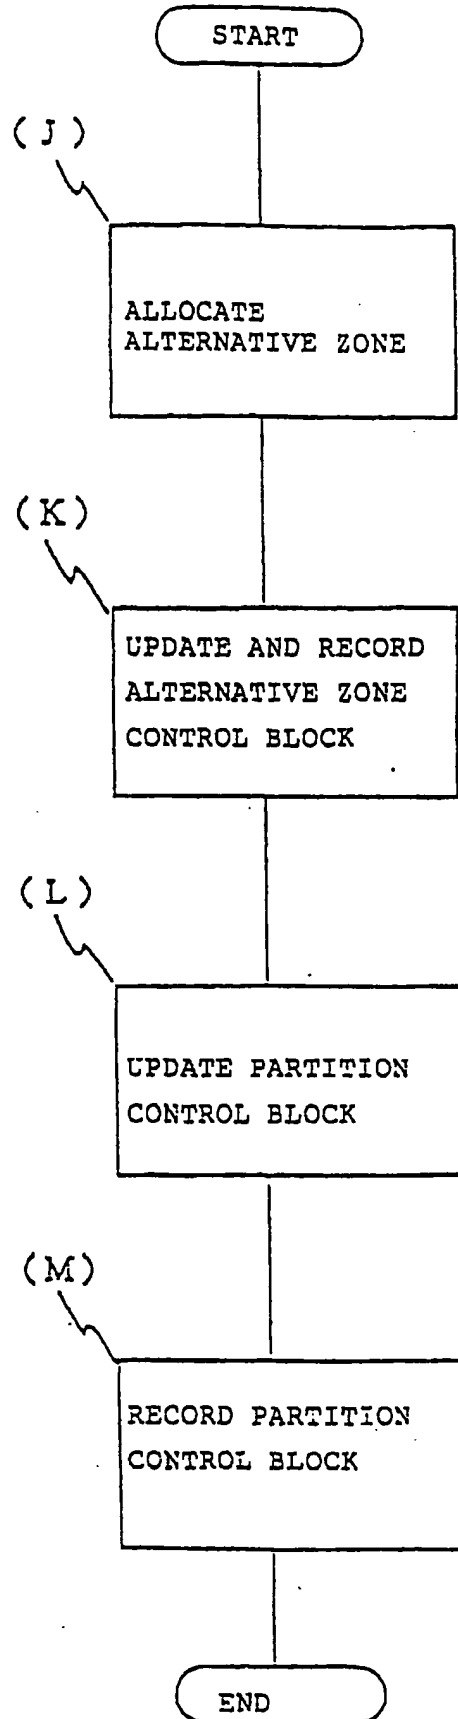 START
(J)
ALLOCATE
ALTERNATIVE ZONE
(K)
UPDATE AND RECORD
ALTERNATIVE ZONE
CONTROL BLOCK
(L)
UPDATE PARTITION
CONTROL BLOCK
(M)
RECORD PARTITION
CONTROL BLOCK
END